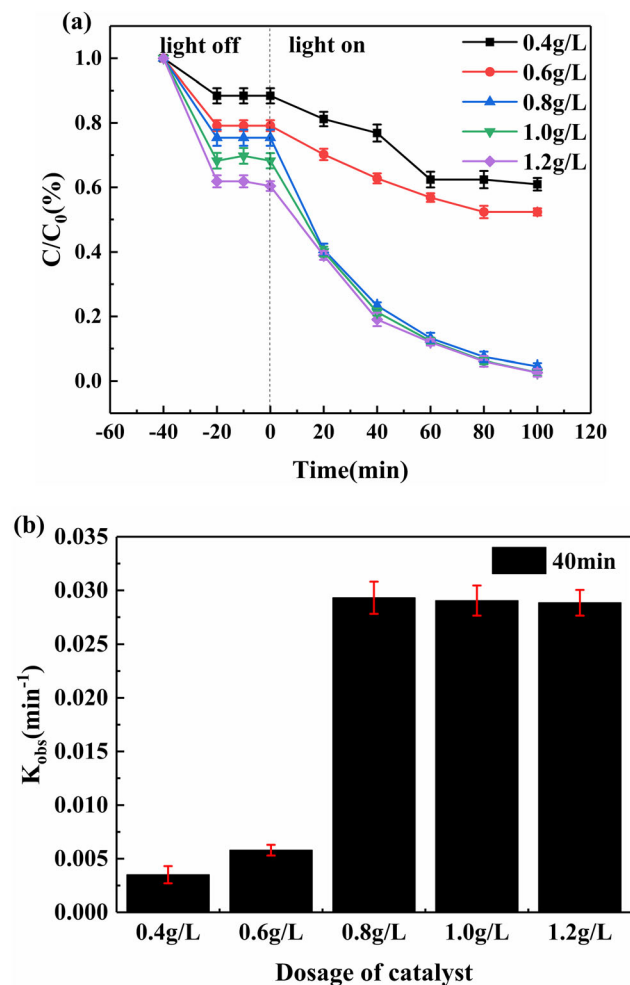 (a)
light off light on
0.4g/L
0.6g/L
0.8g/L
1.0g/L
1.2g/L
C/C0(%)
1.0
0.8
0.6
0.4
0.2
0.0
-60 -40 -20 0 20 40 60 80 100 120
Time(min)
(b)
40min
Kobs(min-1)
0.035
0.030
0.025
0.020
0.015
0.010
0.005
0.000
0.4g/L 0.6g/L 0.8g/L 1.0g/L 1.2g/L
Dosage of catalyst